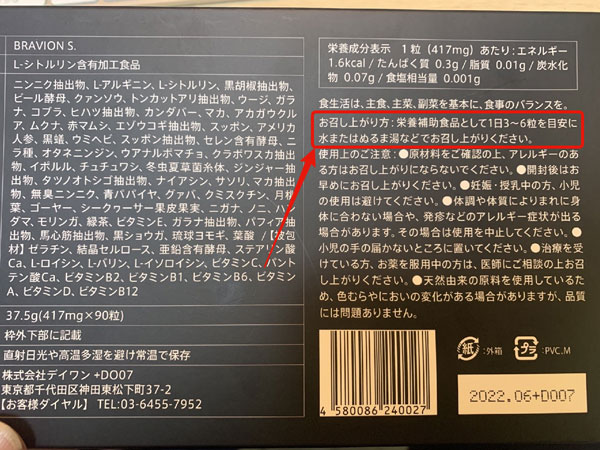 BRAVION S.
L-シトルリン含有加工食品
ニンニク抽出物、L-アルギニン、L-シトルリン、黒胡椒抽出物、
ビール酵母、クァンソウ、トンカットアリ抽出物、ウージ、ガラ
ナ、コブラ、ヒハツ抽出物、カンダバー、マカ、アカガウクル
ア、ムクナ、赤マムシ、エゾウコギ抽出物、スッポン、アメリカ
人参、黒蟻、ウミヘビ、スッポン抽出物、セレン含有酵母、ニ
ラ種、オタネニンジン、ウアナルポマチョ、クラボワスカ抽出
物、イボルル、チュチュワシ、冬虫夏草菌糸体、ジンジャー抽出
物、タツノオトシゴ抽出物、ナイアシン、サソリ、マカ抽出
物、無臭ニンニク、青パパイヤ、グァバ、クミスクチン、月桃
葉、ゴーヤー、シークヮーサー果皮果実、ニガナ、ノニ、ハ
ダマ モリンガ、緑茶、ビタミンE、ガラナ抽出物、パフィア抽出
物、馬心筋抽出物、黒ショウガ、琉球ヨモギ、葉酸 /【被包
材】ゼラチン、結晶セルロース、亜鉛含有酵母、ステアリン酸
Ca、L-ロイシン、L-バリン、L-イソロイシン、ビタミンC、パント
テン酸Ca、ビタミンB2、ビタミンB1、ビタミンB6、ビタミン
A、ビタミンD、ビタミンB12
37.5g(417mg×90粒)
枠外下部に記載
直射日光や高温多湿を避け常温で保存
株式会社デイワン +DO07
東京都千代田区神田東松下町37-2
【お客様ダイヤル】 TEL:03-6455-7952
栄養成分表示 1粒 (417mg) あたり:エネルギー
1.6kcal / たんぱく質 0.3g / 脂質 0.01g / 炭水化
物 0.07g / 食塩相当量 0.001g
食生活は、主食、主菜、副菜を基本に、食事のバランスを。
お召し上がり方:栄養補助食品として1日3〜6粒を目安に
水またはぬるま湯などでお召し上がりください。
使用上のご注意:●原材料をご確認の上、アレルギーのあ
る方はお召し上がりにならないでください。●開封後はお
早めにお召し上がりください。●妊娠・授乳中の方、小児
の使用は避けてください。●体調や体質によりまれに身
体に合わない場合や、発疹などのアレルギー症状が出る
場合があります。その場合は使用を中止してください。●
小児の手の届かないところに置いてください。●治療を受
けている方、お薬を服用中の方は、医師にご相談の上お召
し上がりください。●天然由来の原料を使用しているた
め、色むらやにおいの変化がある場合がありますが、品質
には問題ありません。
紙 :外箱
プラ :PVC,M
4580086240027
2022.06+D007